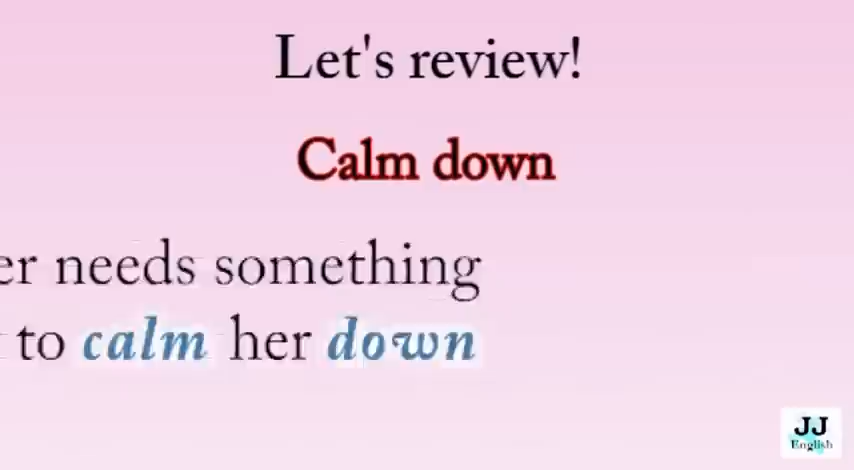 Let's review!
Calm down
er needs something
to calm her down
JJ
English